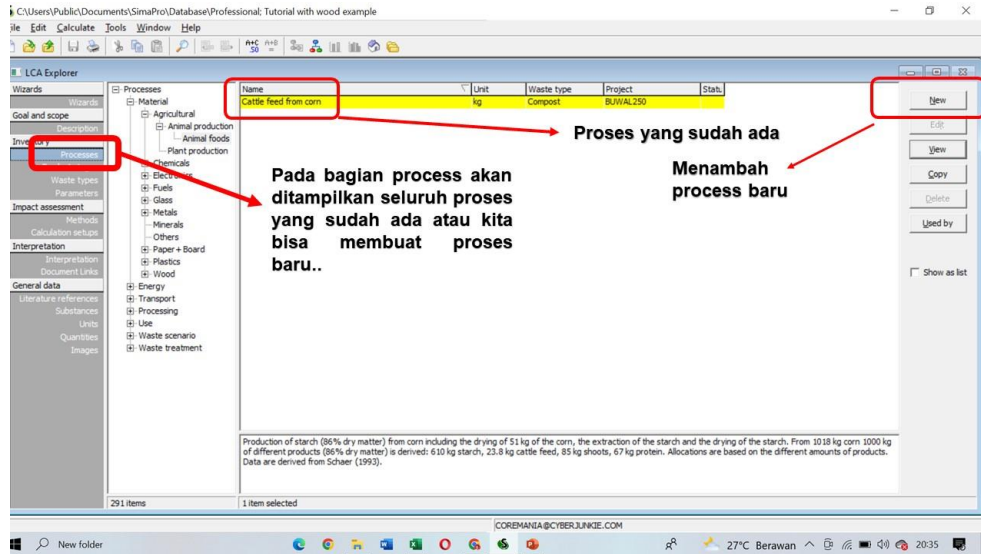 C:\Users\Public\Documents\SimaPro\Database\Professional; Tutorial with wood example
File Edit Calculate Tools Window Help
LCA Explorer
Wizards
Wizards
Goal and scope
Description
Inventory
Processes
Waste types
Parameters
Impact assessment
Methods
Calculation setups
Interpretation
Interpretation
Document Links
General data
Literature references
Substances
Units
Quantities
Images
Processes
Material
Agricultural
Animal production
Animal foods
Plant production
Chemicals
Electronics
Fuels
Glass
Metals
Minerals
Others
Paper + Board
Plastics
Wood
Energy
Transport
Processing
Use
Waste scenario
Waste treatment
291 items
Name Unit Waste type Project Statu
Cattle feed from corn kg Compost BUWAL250
Proses yang sudah ada
Menambah
process baru
Pada bagian process akan
ditampilkan seluruh proses
yang sudah ada atau kita
bisa membuat proses
baru..
New
Edit
View
Copy
Delete
Used by
Show as list
Production of starch (86% dry matter) from corn including the drying of 51 kg of the corn, the extraction of the starch and the drying of the starch. From 1018 kg corn 1000 kg
of different products (86% dry matter) is derived: 610 kg starch, 23.8 kg cattle feed, 85 kg shoots, 67 kg protein. Allocations are based on the different amounts of products.
Data are derived from Schaer (1993).
1 item selected
COREMANIA@CYBERJUNKIE.COM
New folder
27°C Berawan
20:35